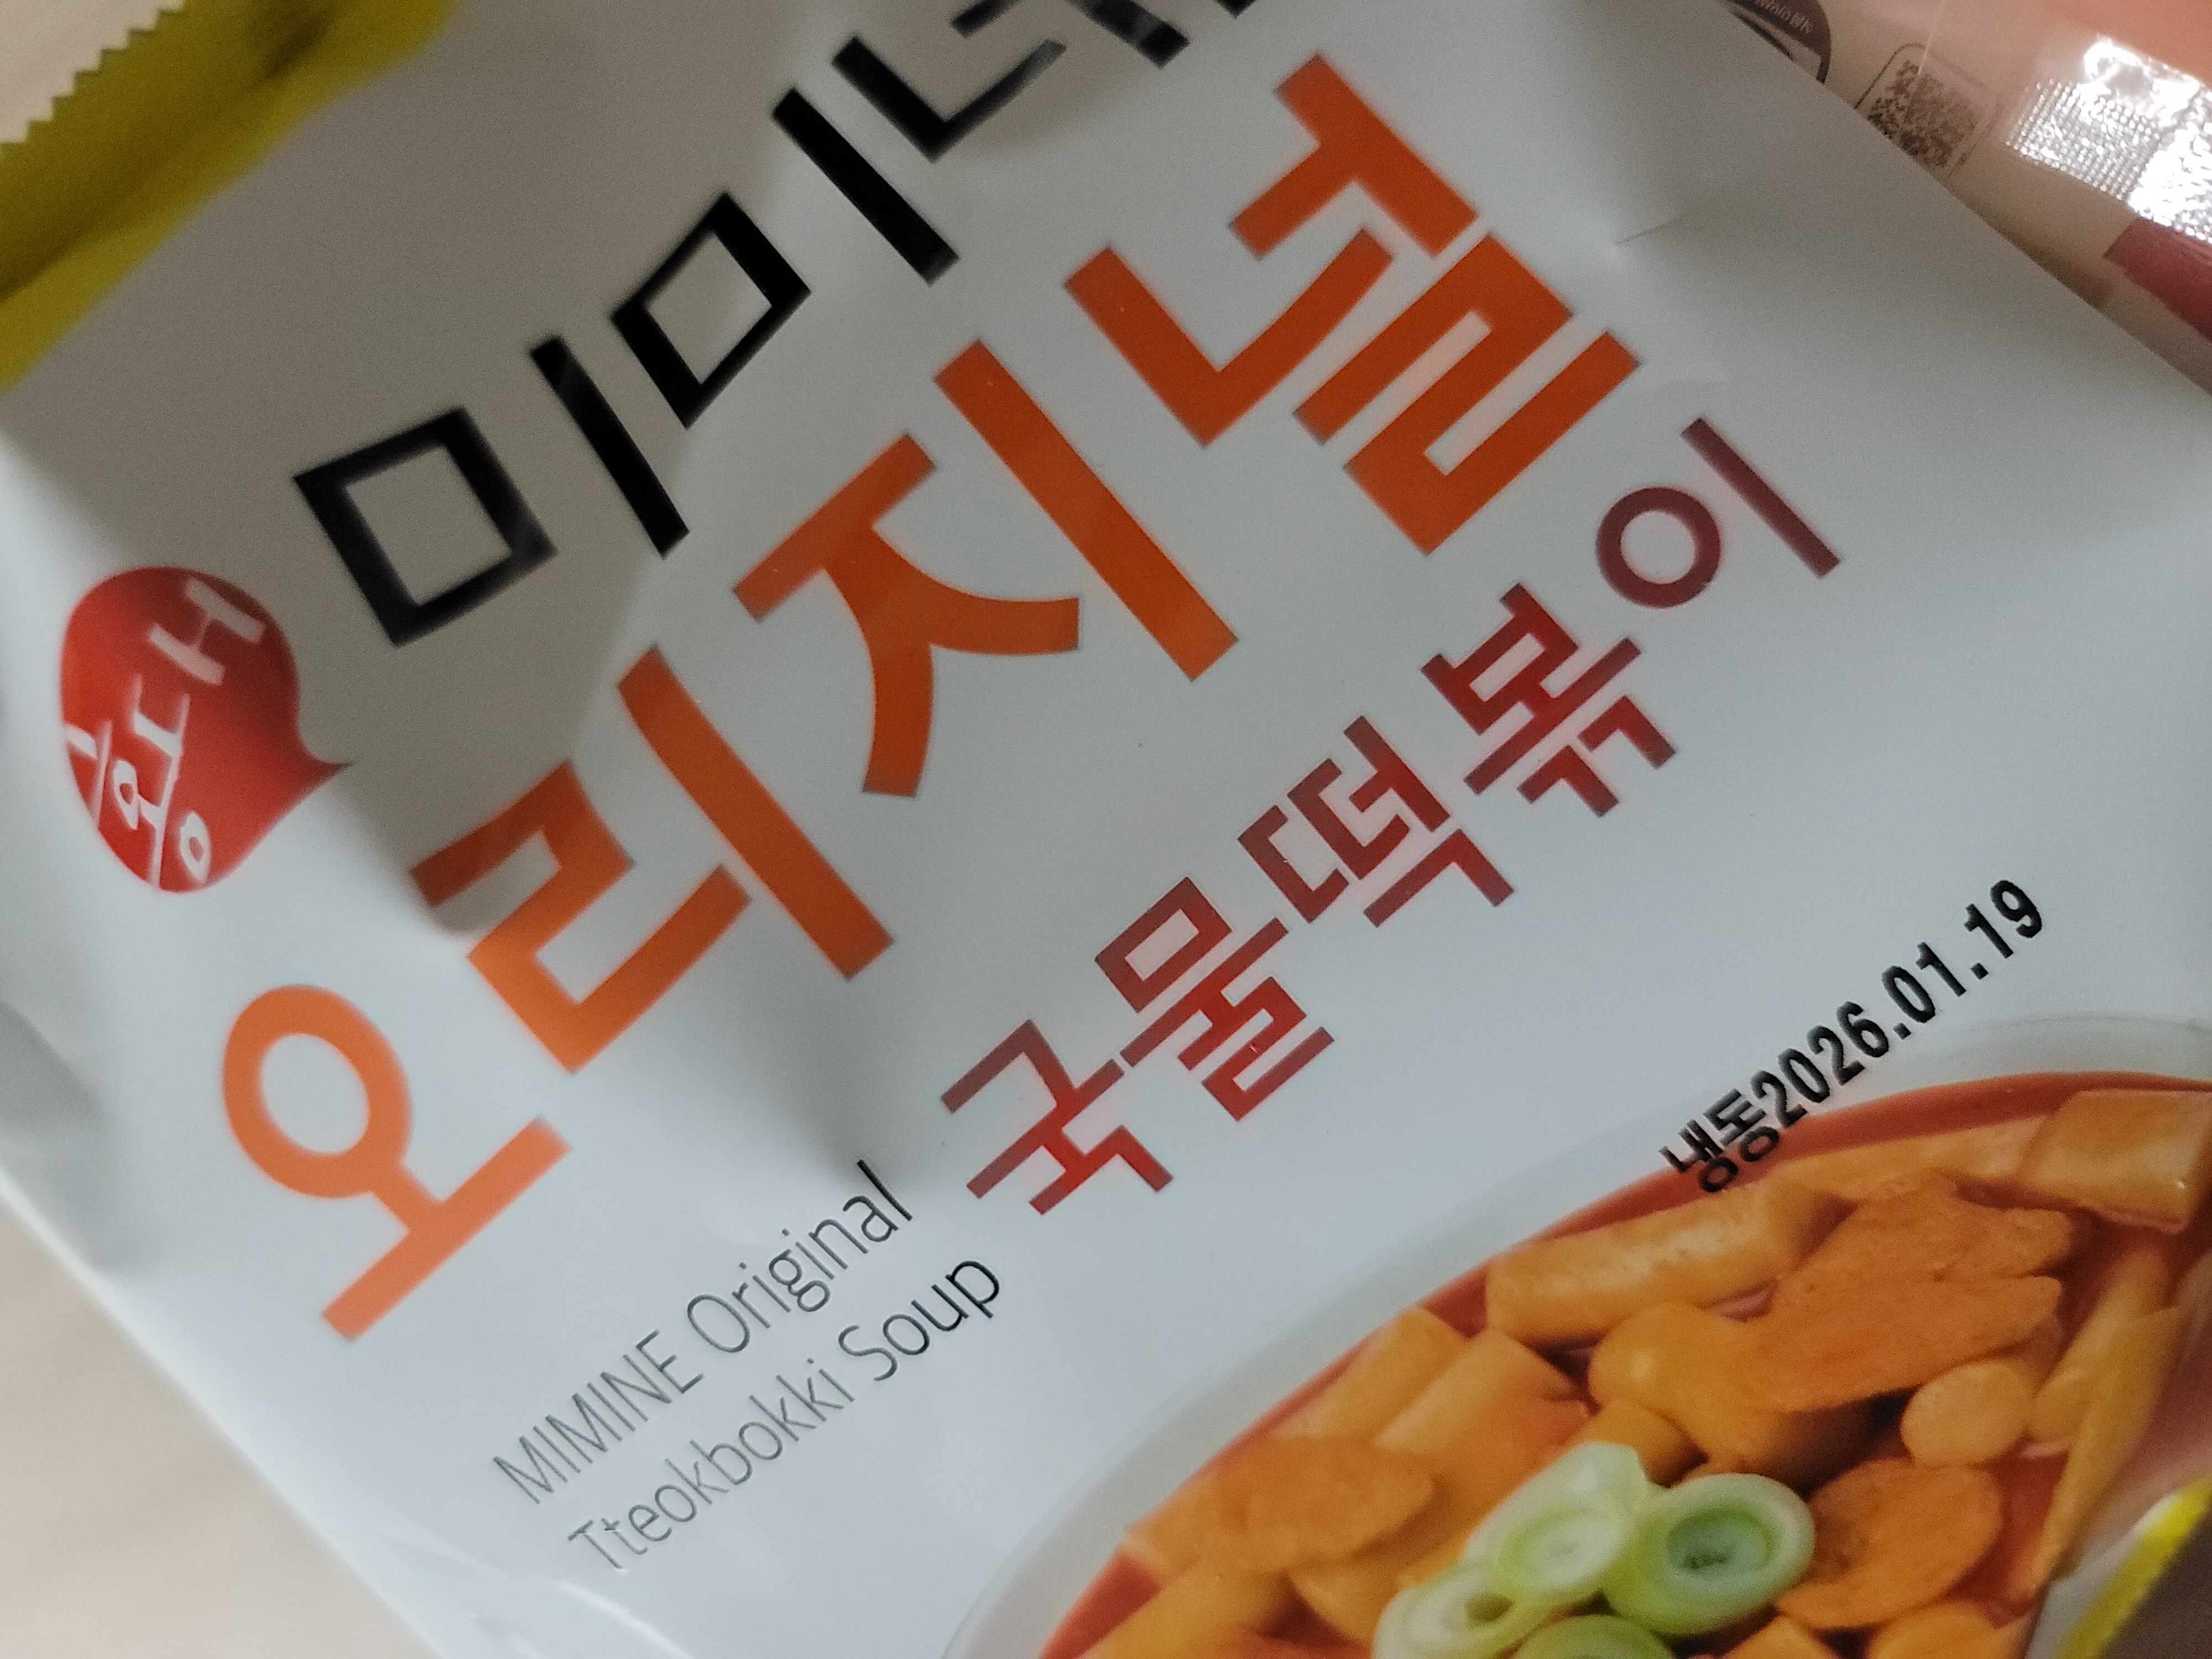 미미네
오리지널
국물떡볶이
MIMINE Original
Tteokbokki Soup
냉동2026.01.19